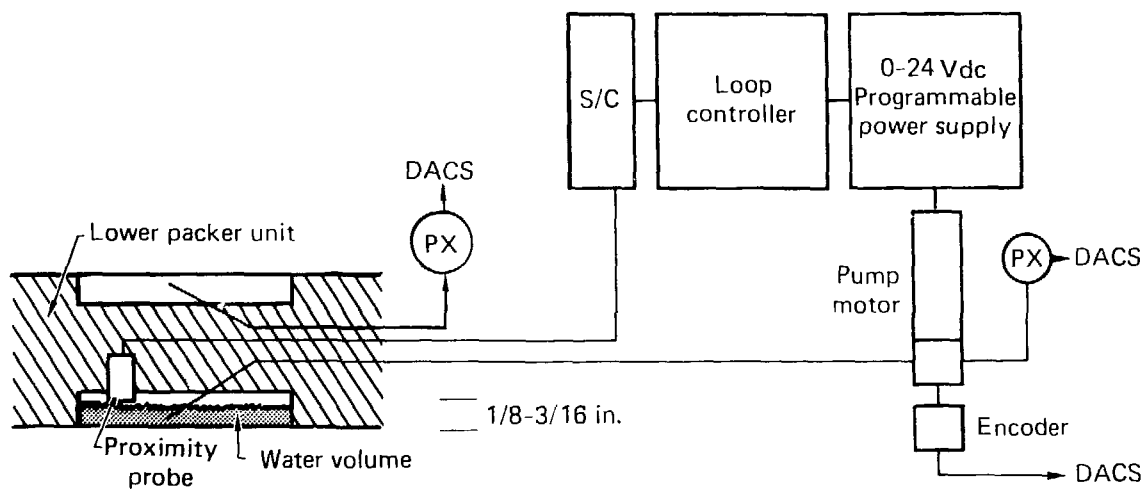 S/C
Loop
controller
0-24 Vdc
Programmable
power supply
DACS
PX
Lower packer unit
PX
DACS
Pump
motor
1/8-3/16 in.
Proximity
probe
Water volume
Encoder
DACS